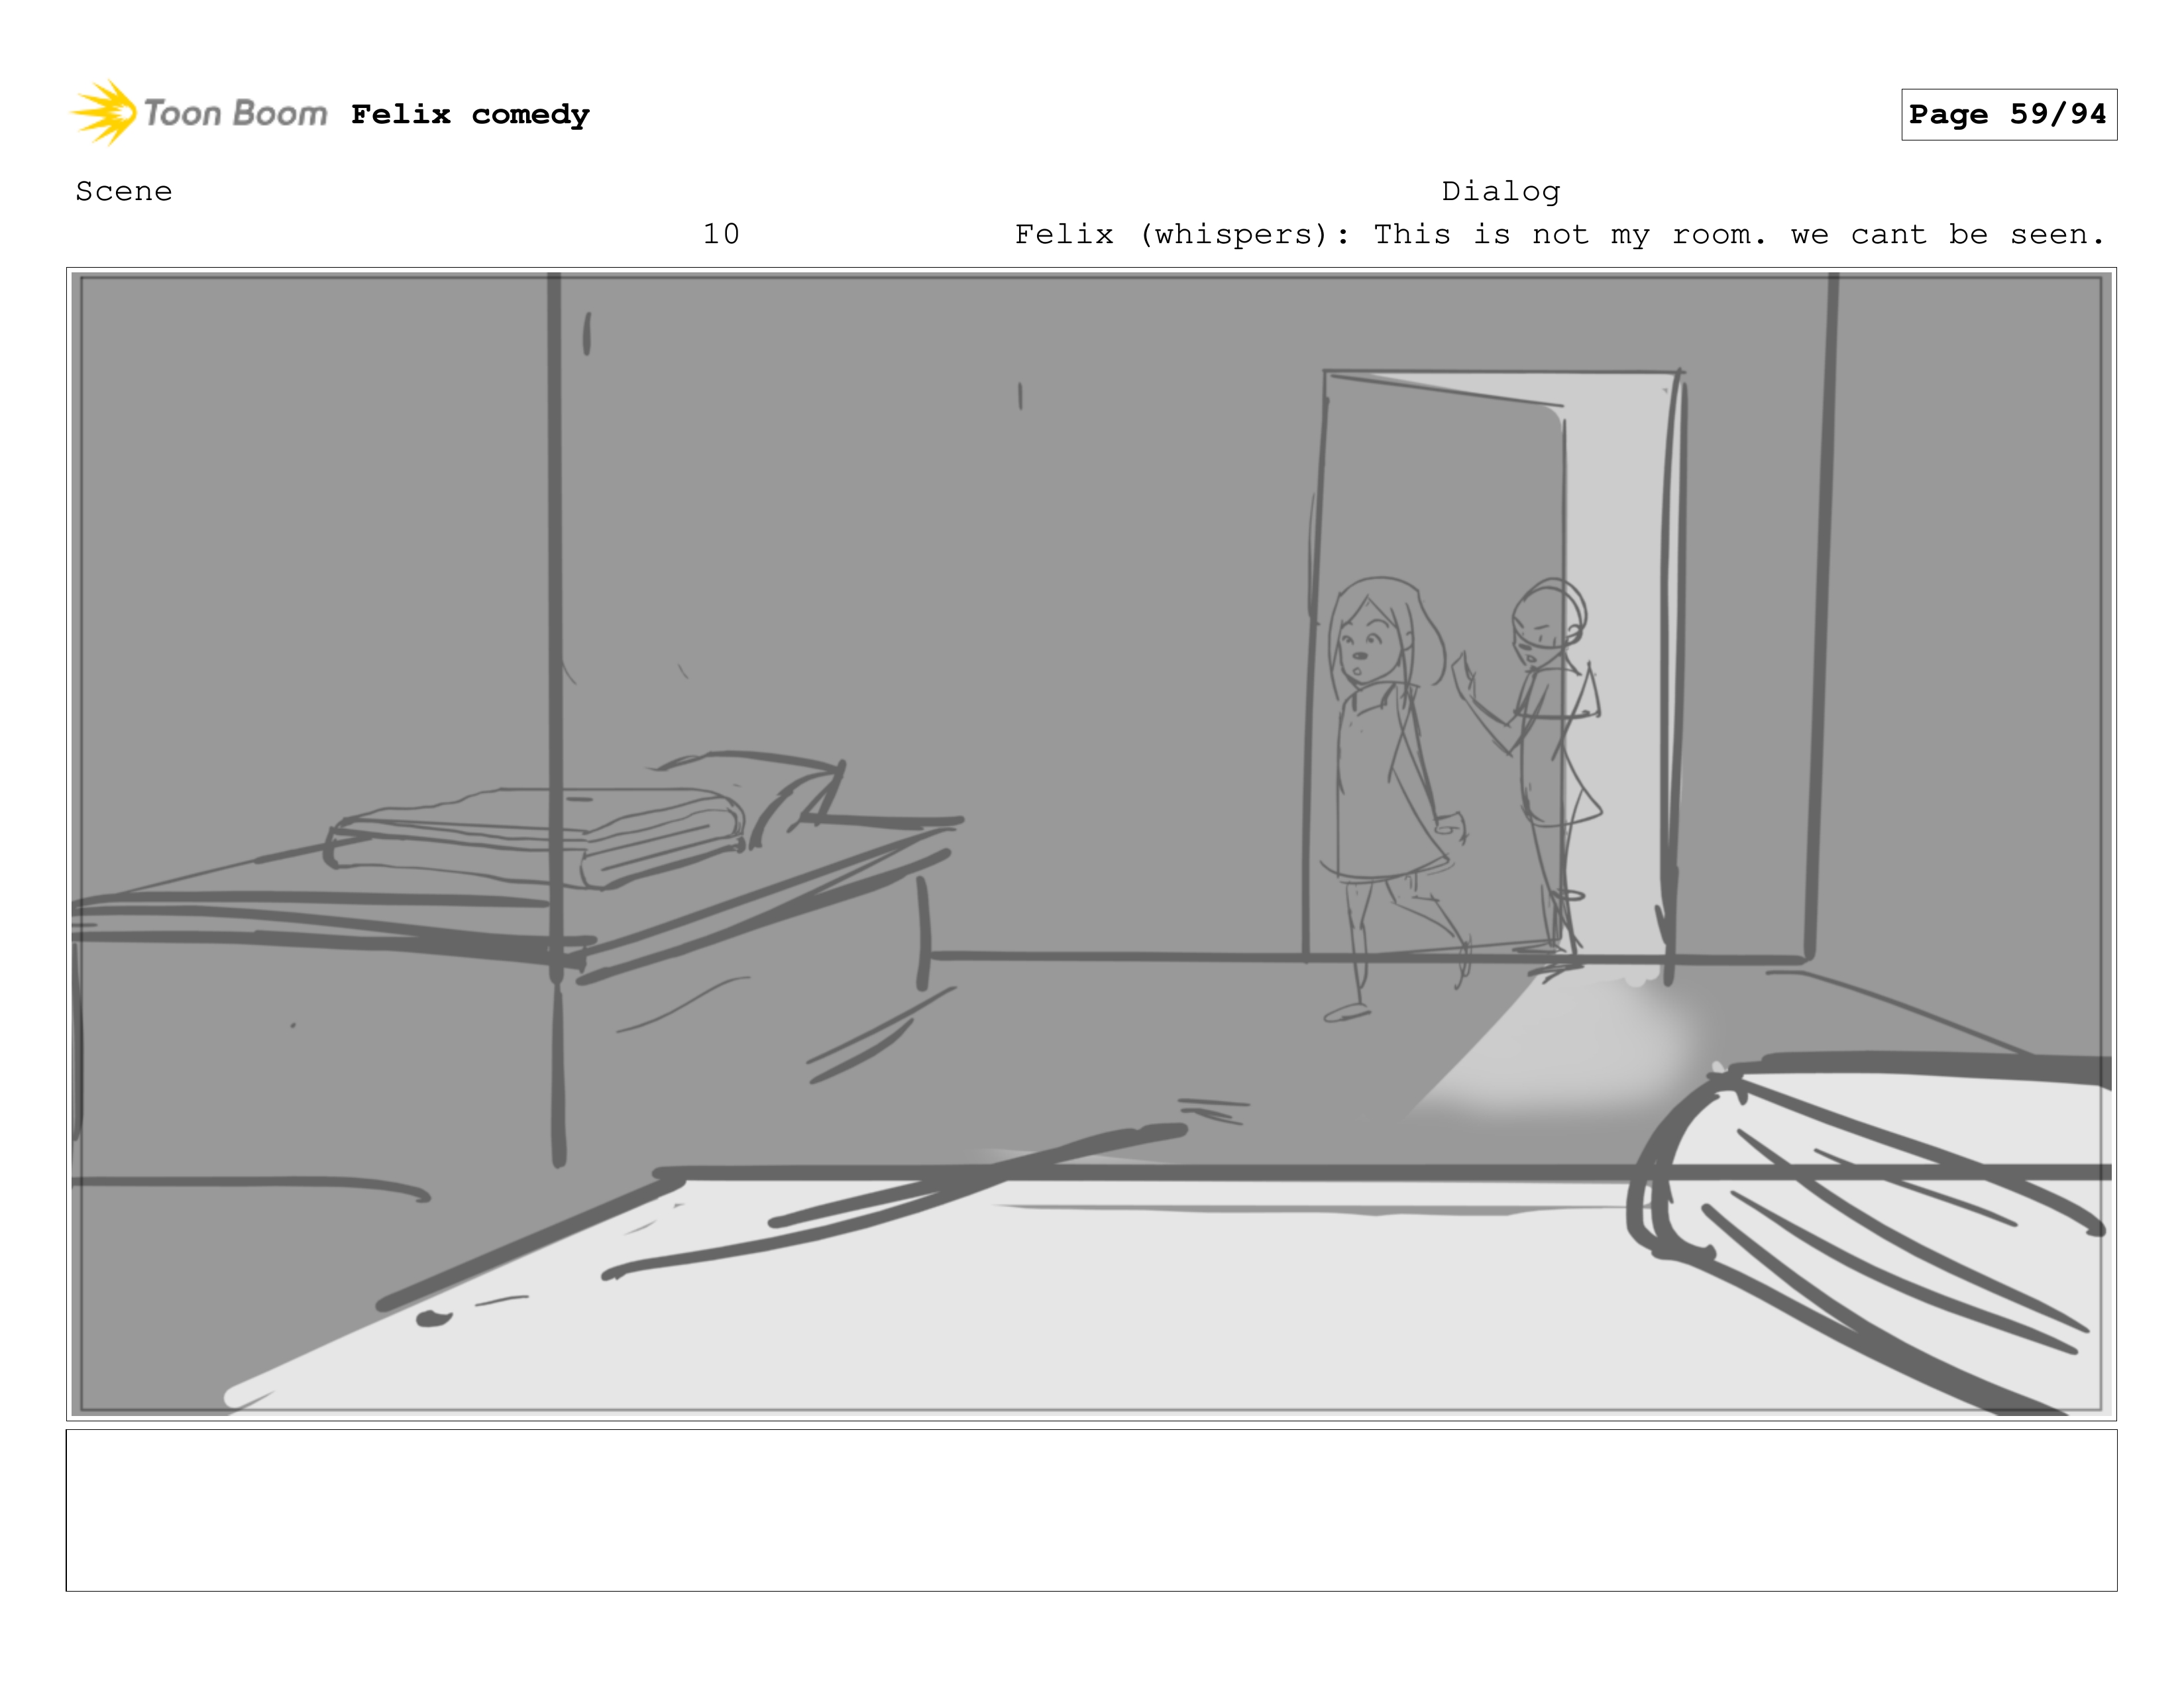 Toon Boom Felix comedy
Page 59/94
Scene
Dialog
10
Felix (whispers): This is not my room. we cant be seen.